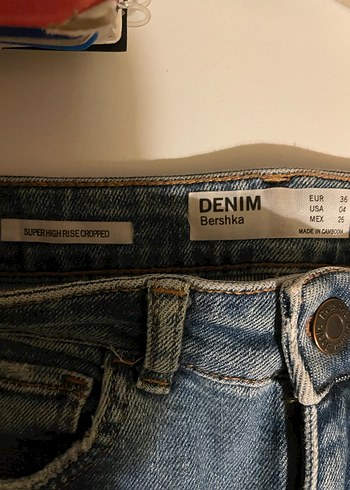 SUPER HIGH RISE CROPPED
DENIM
Bershka
EUR 36
USA 04
MEX 26
MADE IN CAMBODIA